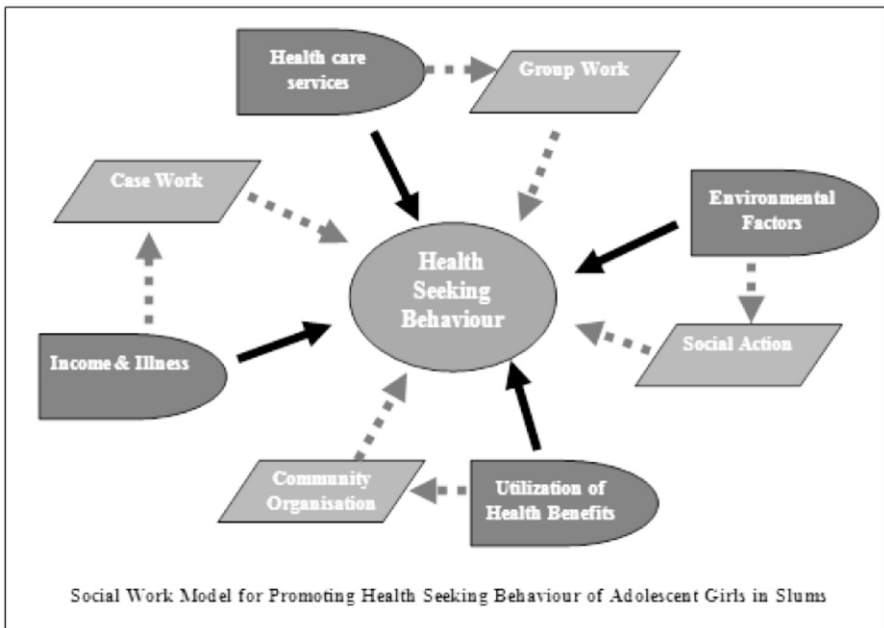 Health care
services
Group Work
Case Work
Environmental
Factors
Health
Seeking
Behaviour
Income & Illness
Social Action
Community
Organisation
Utilization of
Health Benefits
Social Work Model for Promoting Health Seeking Behaviour of Adolescent Girls in Slums